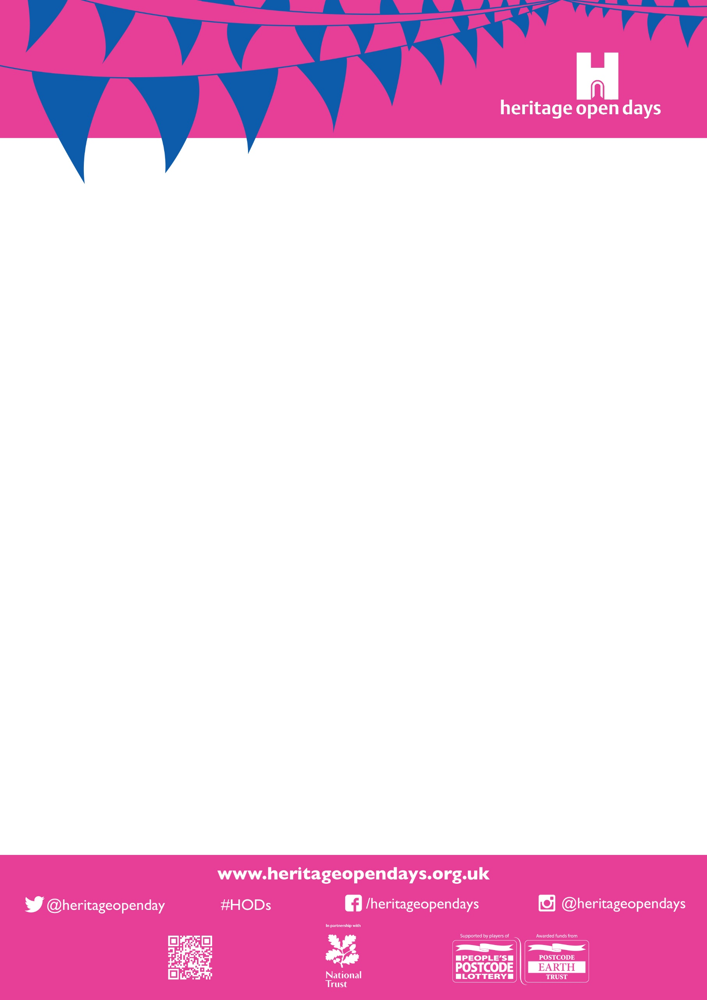 heritage open days
www.heritageopendays.org.uk
@heritageopenday #HODs /heritageopendays @heritageopendays
In partnership with
National
Trust
Supported by players of
PEOPLE'S
POSTCODE
LOTTERY
Awarded funds from
POSTCODE
EARTH
TRUST